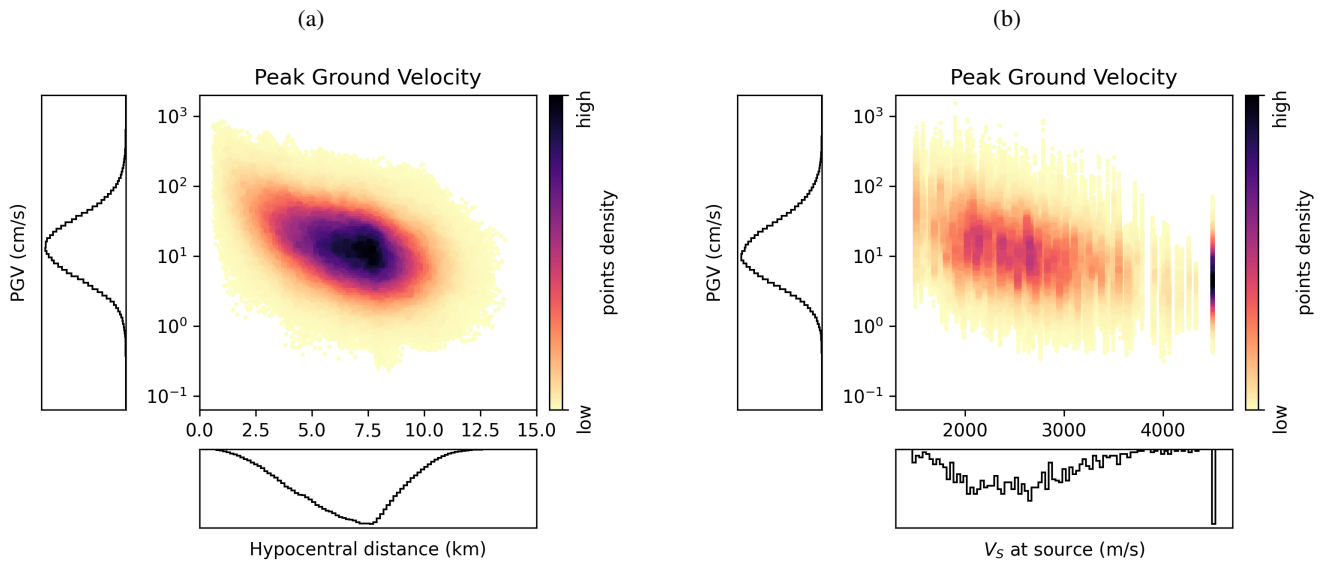 (a)
Peak Ground Velocity
PGV (cm/s)
10³
10²
10¹
10⁰
10⁻¹
0.0 2.5 5.0 7.5 10.0 12.5 15.0
high
points density
low
Hypocentral distance (km)
(b)
Peak Ground Velocity
PGV (cm/s)
10³
10²
10¹
10⁰
10⁻¹
2000 3000 4000
high
points density
low
V_S at source (m/s)